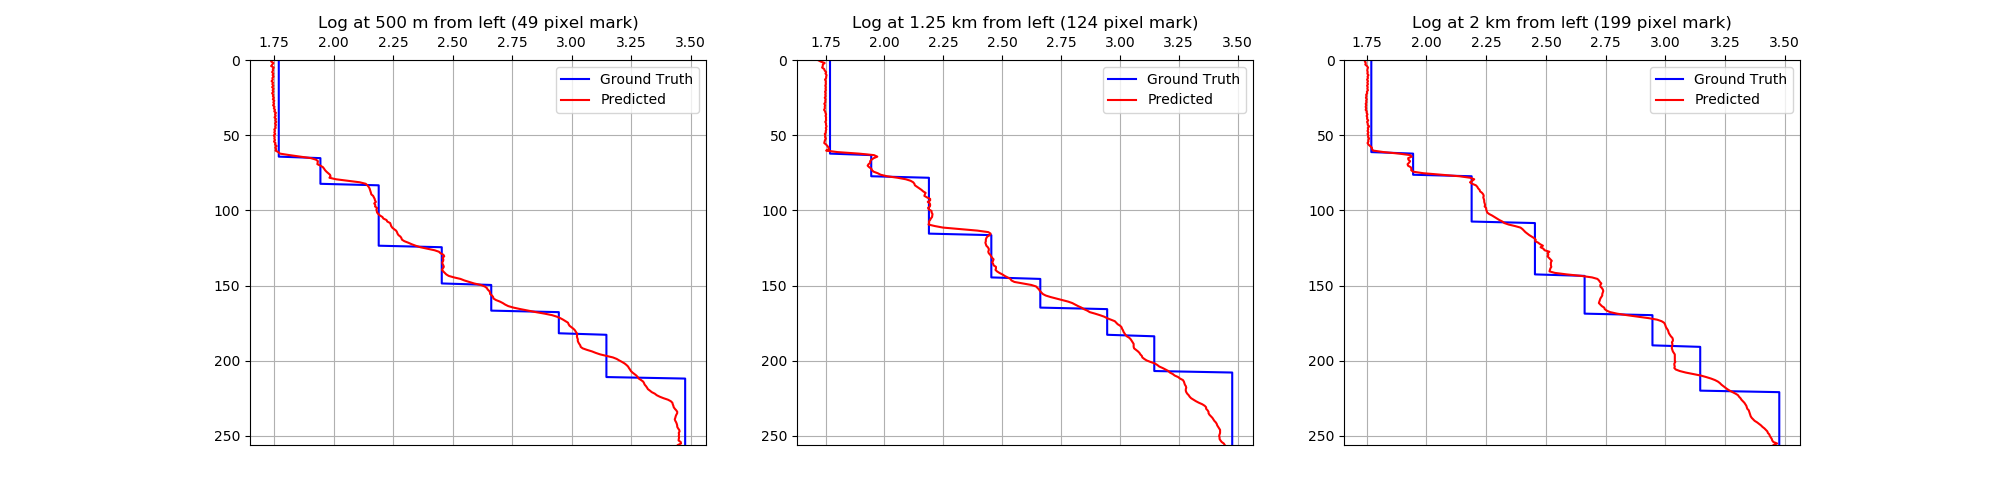 Log at 500 m from left (49 pixel mark)
1.75 2.00 2.25 2.50 2.75 3.00 3.25 3.50
0
50
100
150
200
250
Ground Truth
Predicted
Log at 1.25 km from left (124 pixel mark)
1.75 2.00 2.25 2.50 2.75 3.00 3.25 3.50
0
50
100
150
200
250
Ground Truth
Predicted
Log at 2 km from left (199 pixel mark)
1.75 2.00 2.25 2.50 2.75 3.00 3.25 3.50
0
50
100
150
200
250
Ground Truth
Predicted